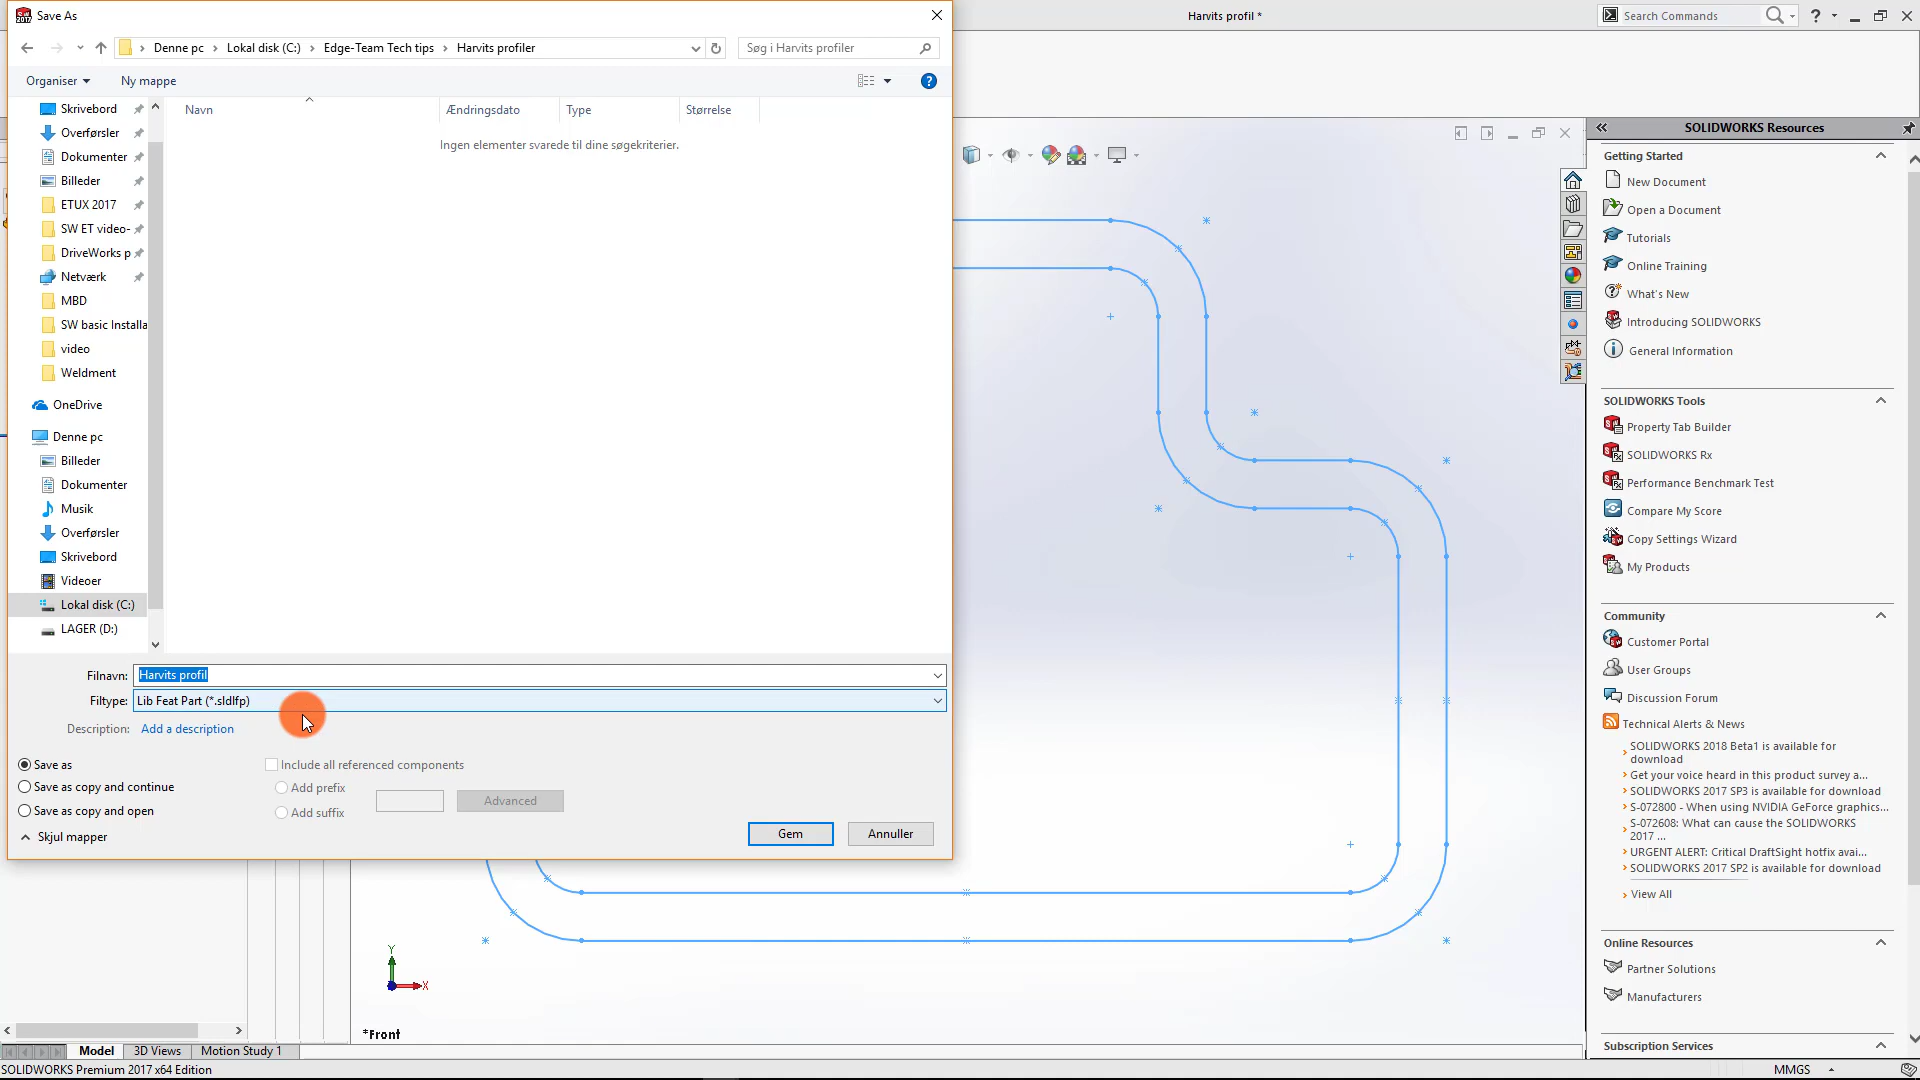 Save As
Harvits profil *
Search Commands
Denne pc
Lokal disk (C:)
Edge-Team Tech tips
Harvits profiler
Søg i Harvits profiler
Organiser
Ny mappe
Navn
Ændringsdato
Type
Størrelse
Ingen elementer svarede til dine søgekriterier.
Skrivebord
Overførsler
Dokumenter
Billeder
ETUX 2017
SW ET video-
DriveWorks p
Netværk
MBD
SW basic Installa
video
Weldment
OneDrive
Denne pc
Billeder
Dokumenter
Musik
Overførsler
Skrivebord
Videoer
Lokal disk (C:)
LAGER (D:)
Filnavn: Harvits profil
Filtype: Lib Feat Part (*.sldlfp)
Description: Add a description
Save as
Save as copy and continue
Save as copy and open
Include all referenced components
Add prefix
Add suffix
Advanced
Skjul mapper
Gem
Annuller
SOLIDWORKS Resources
Getting Started
New Document
Open a Document
Tutorials
Online Training
What's New
Introducing SOLIDWORKS
General Information
SOLIDWORKS Tools
Property Tab Builder
SOLIDWORKS Rx
Performance Benchmark Test
Compare My Score
Copy Settings Wizard
My Products
Community
Customer Portal
User Groups
Discussion Forum
Technical Alerts & News
SOLIDWORKS 2018 Beta1 is available for
download
Get your voice heard in this product survey a...
SOLIDWORKS 2017 SP3 is available for download
S-072800 - When using NVIDIA GeForce graphics...
S-072608: What can cause the SOLIDWORKS
2017 ...
URGENT ALERT: Critical DraftSight hotfix avai...
SOLIDWORKS 2017 SP2 is available for download
View All
Online Resources
Partner Solutions
Manufacturers
Subscription Services
Y
X
*Front
Model
3D Views
Motion Study 1
SOLIDWORKS Premium 2017 x64 Edition
MMGS